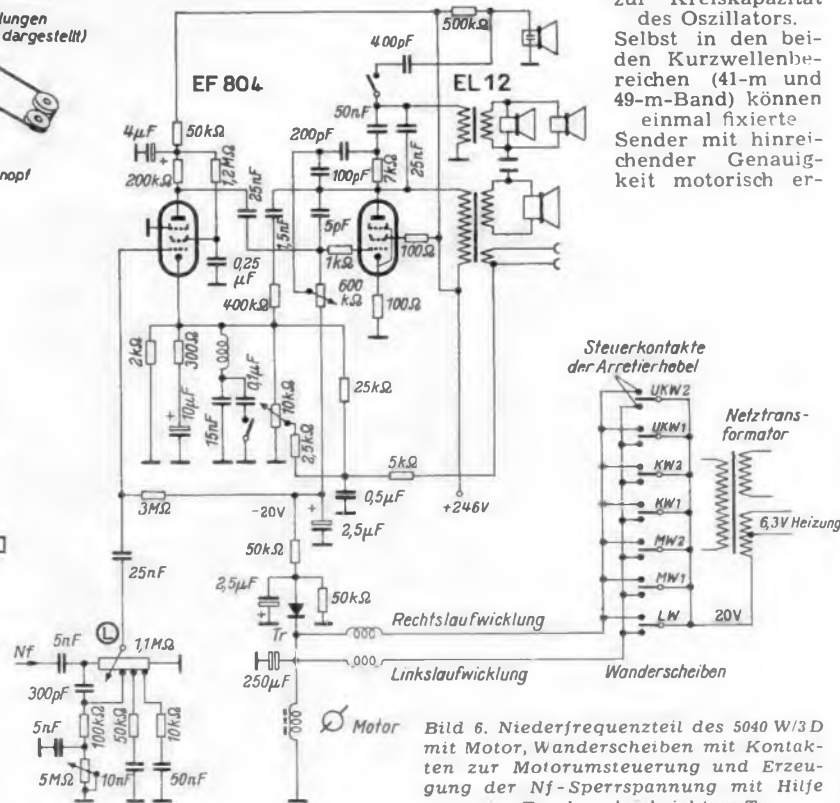 lungen
dargestellt)
nopf
zur Kreiskapazität
des Oszillators.
Selbst in den bei-
den Kurzwellenbe-
reichen (41-m und
49-m-Band) können
einmal fixierte
Sender mit hinrei-
chender Genauig-
keit motorisch er-
500kΩ
400pF
EF 804
EL 12
4µF
+
50kΩ
200kΩ
1,2MΩ
25nF
200pF
50nF
100pF
7kΩ
25nF
1,5nF
5pF
0,25
µF
1kΩ
100Ω
400kΩ
600
kΩ
100Ω
2kΩ
300Ω
10µF
+
15nF
0,1µF
10kΩ
2,5kΩ
25kΩ
5kΩ
0,5µF
+246V
3MΩ
-20V
+
2,5µF
50kΩ
25nF
2,5µF
+
50kΩ
Tr
Rechtslaufwicklung
Linkslaufwicklung
250µF
Motor
Nf
5nF
L
1,1MΩ
300pF
100kΩ
50kΩ
10kΩ
5nF
5MΩ
10nF
50nF
Steuerkontakte
der Arretierhebel
UKW2
UKW1
KW2
KW1
MW2
MW1
LW
Netztrans-
formator
6,3V Heizung
20V
Wanderscheiben
Bild 6. Niederfrequenzteil des 5040 W/3D
mit Motor, Wanderscheiben mit Kontak-
ten zur Motorumsteuerung und Erzeu-
gung der Nf-Sperrspannung mit Hilfe